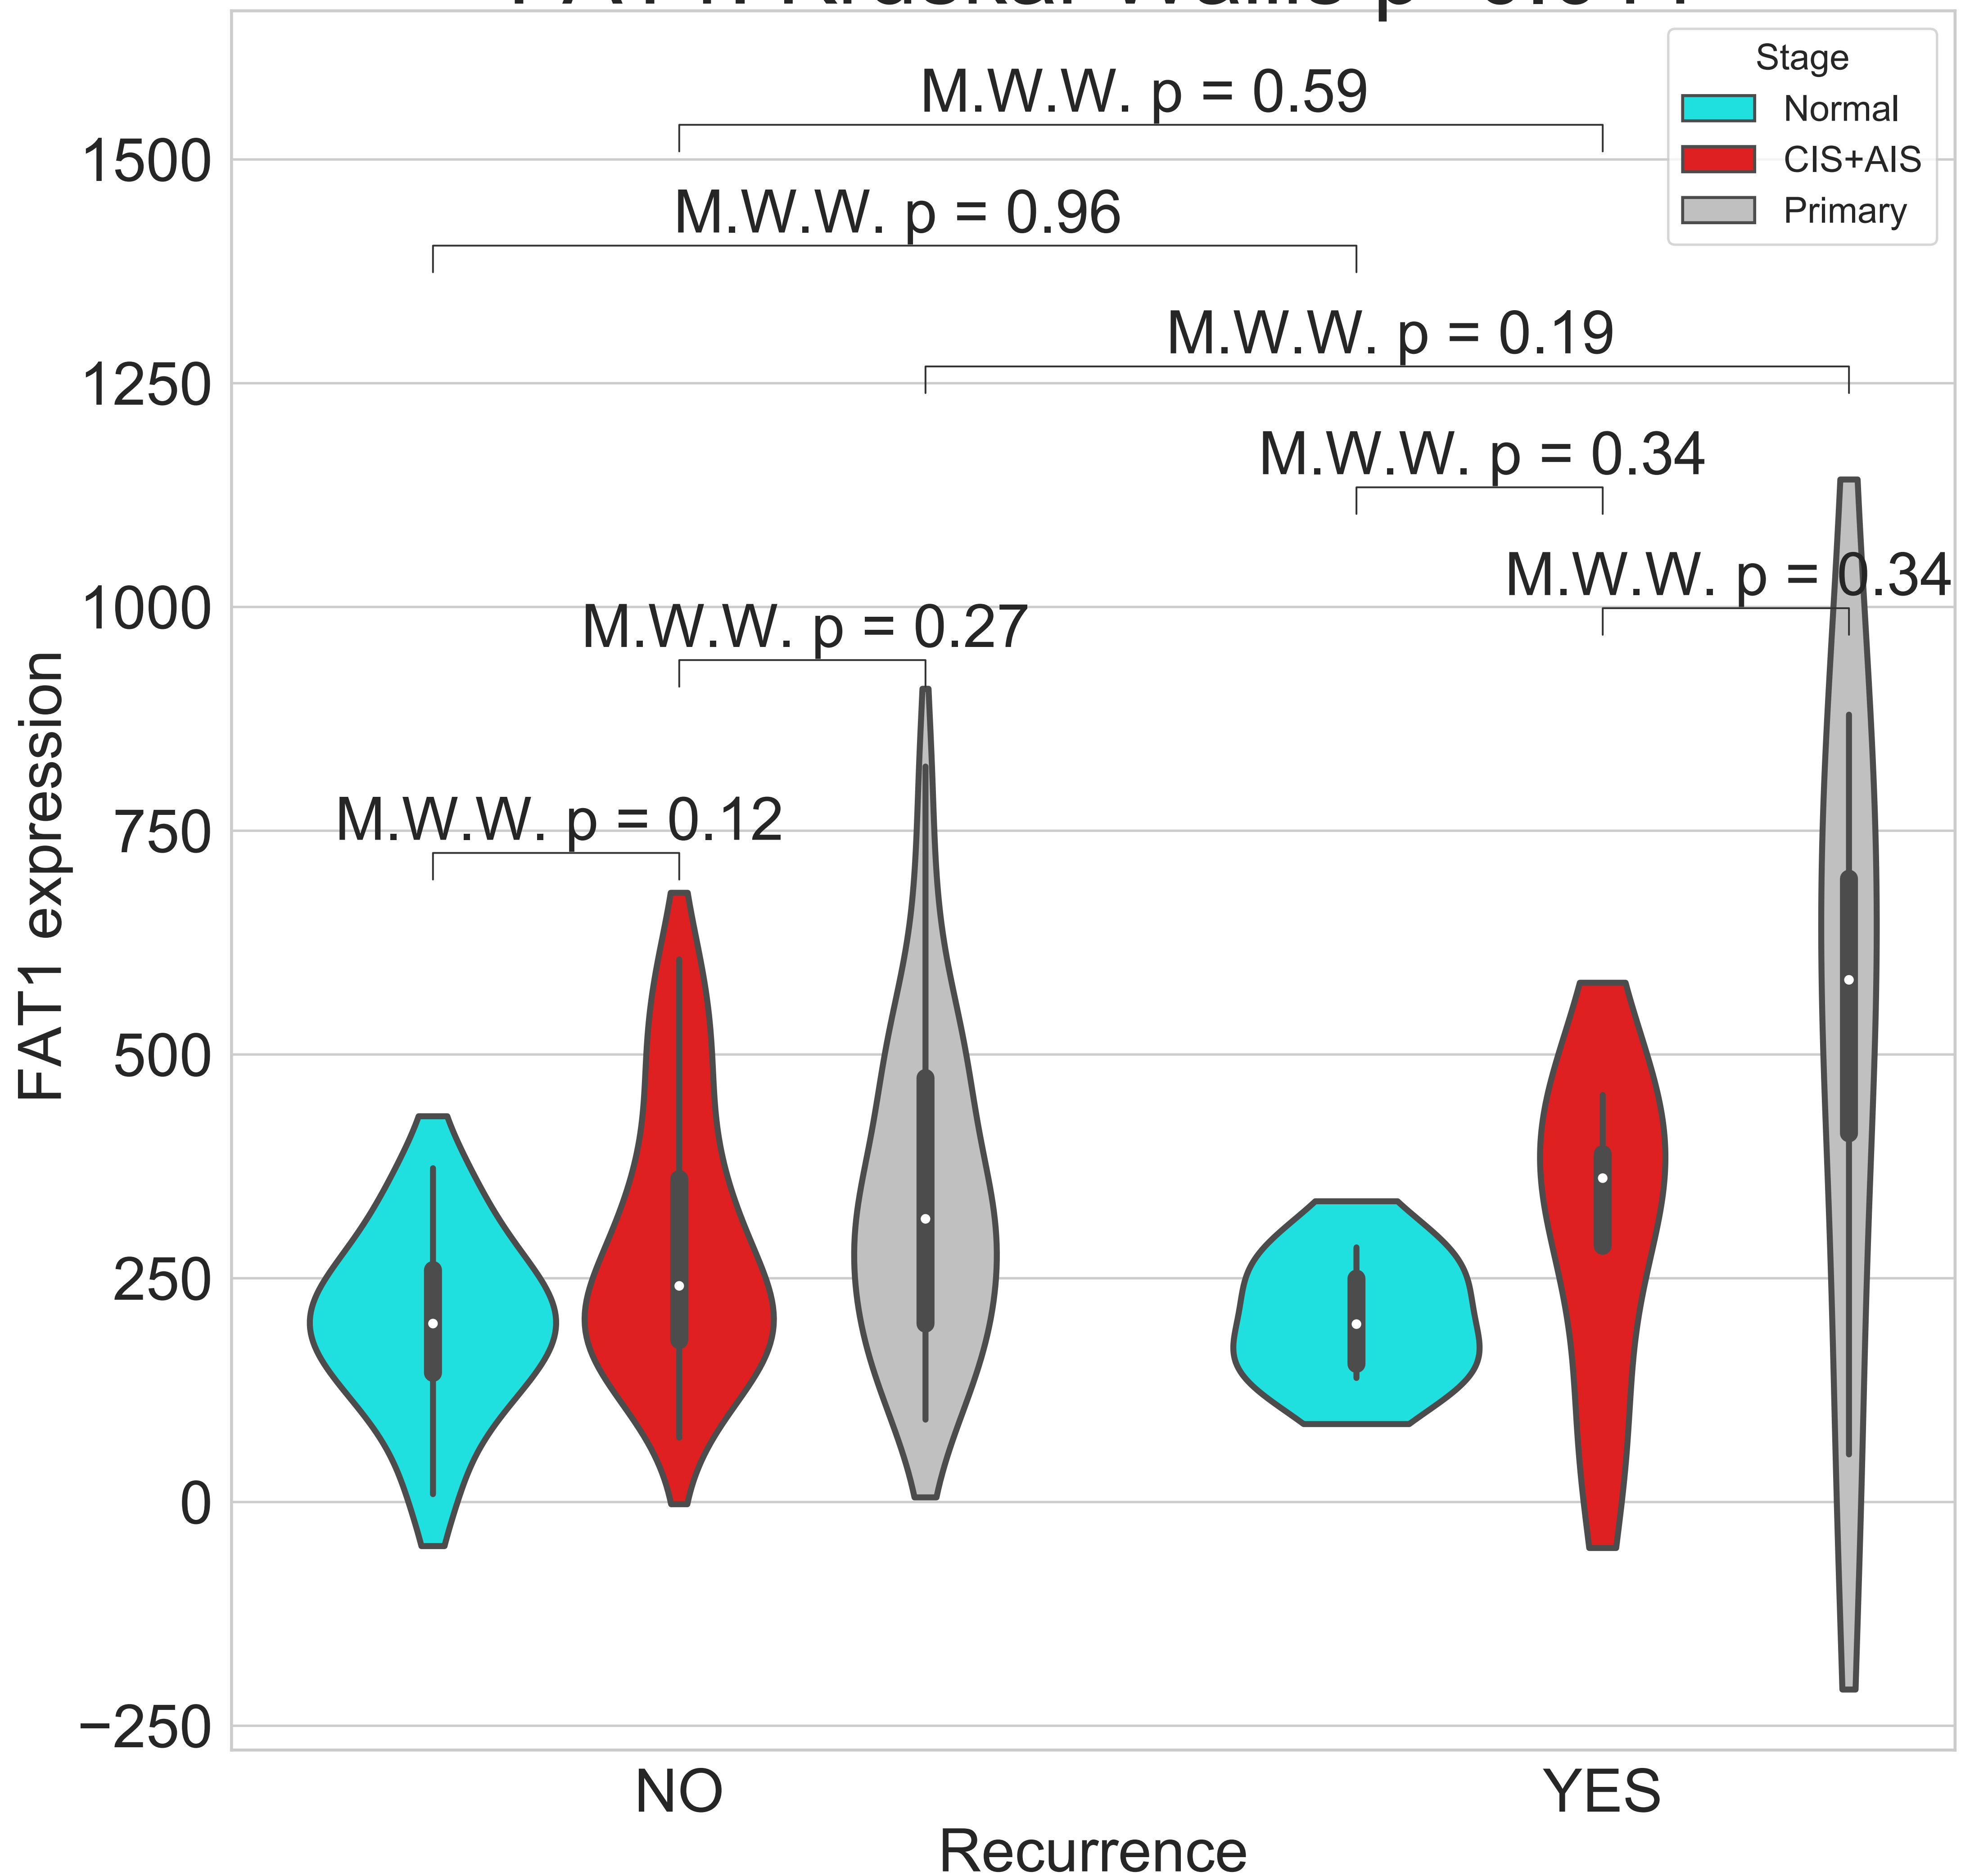 Stage
Normal
CIS+AIS
Primary
M.W.W. p = 0.59
M.W.W. p = 0.96
M.W.W. p = 0.19
M.W.W. p = 0.34
M.W.W. p = 0.34
M.W.W. p = 0.27
M.W.W. p = 0.12
1500
1250
1000
750
500
250
0
−250
FAT1 expression
NO
YES
Recurrence